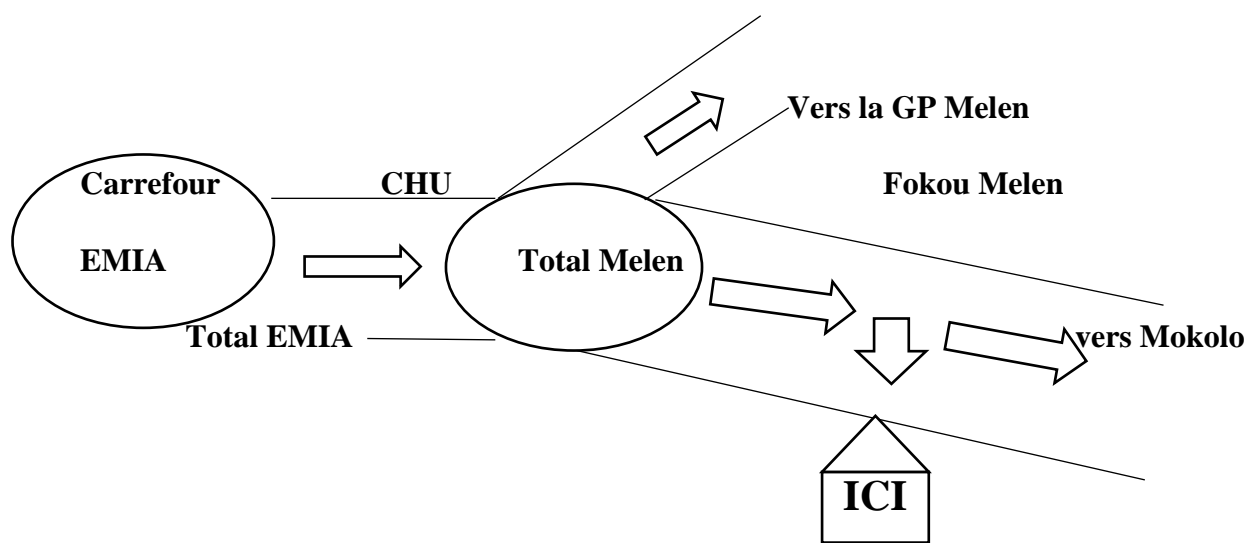 Vers la GP Melen
Carrefour
EMIA
CHU
Fokou Melen
Total Melen
Total EMIA
vers Mokolo
ICI